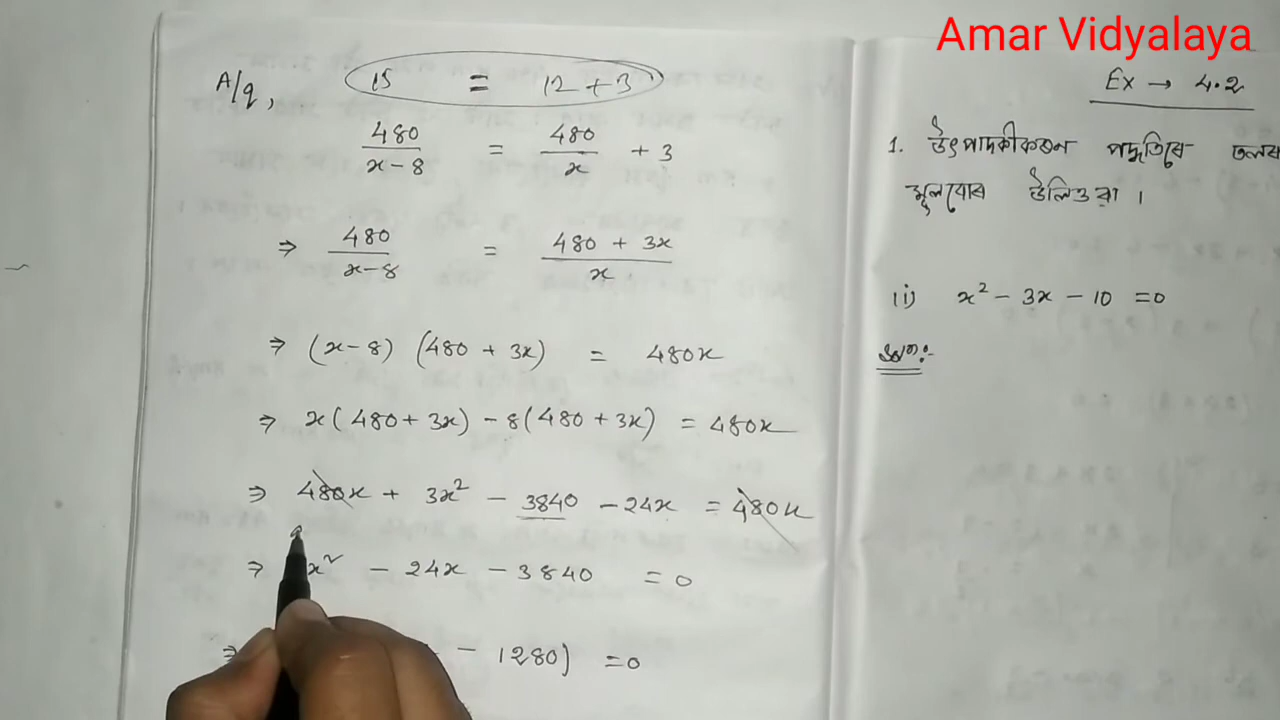 Amar Vidyalaya
A/q, 15 = 12 + 3
480/(x-8) = 480/x + 3
⇒ 480/(x-8) = (480 + 3x)/x
⇒ (x-8) (480 + 3x) = 480x
⇒ x(480 + 3x) - 8(480 + 3x) = 480x
⇒ 480x + 3x² - 3840 - 24x = 480x
⇒ x² - 24x - 3840 = 0
⇒ - 1280) = 0
Ex → 4.2
1. উৎপাদকীকৰণ পদ্ধতিৰে তলৰ
মূলবোৰ উলিওৱা ।
(i) x² - 3x - 10 = 0